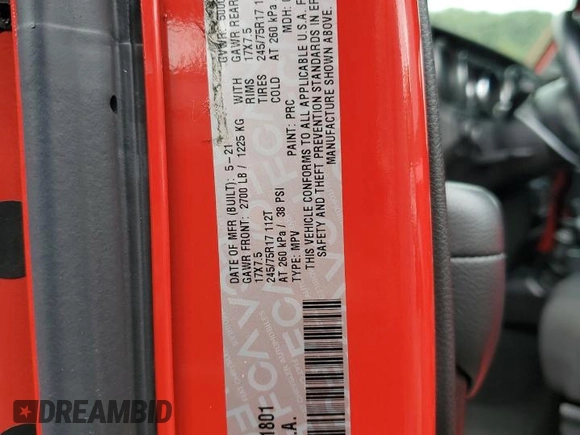 DATE OF MFR (BUILT): 5-21
GAWR FRONT: 2700 LB / 1225 KG WITH GAWR REAR
17X7.5 RIMS 17X7.5
245/75R17 112T TIRES 245/75R17
AT 260 kPa / 38 PSI COLD AT 260 kPa
TYPE: MPV PAINT: PRC MDH:
THIS VEHICLE CONFORMS TO ALL APPLICABLE U.S.A. F
SAFETY AND THEFT PREVENTION STANDARDS IN EF
MANUFACTURE SHOWN ABOVE.
1801
.A.
DREAMBID